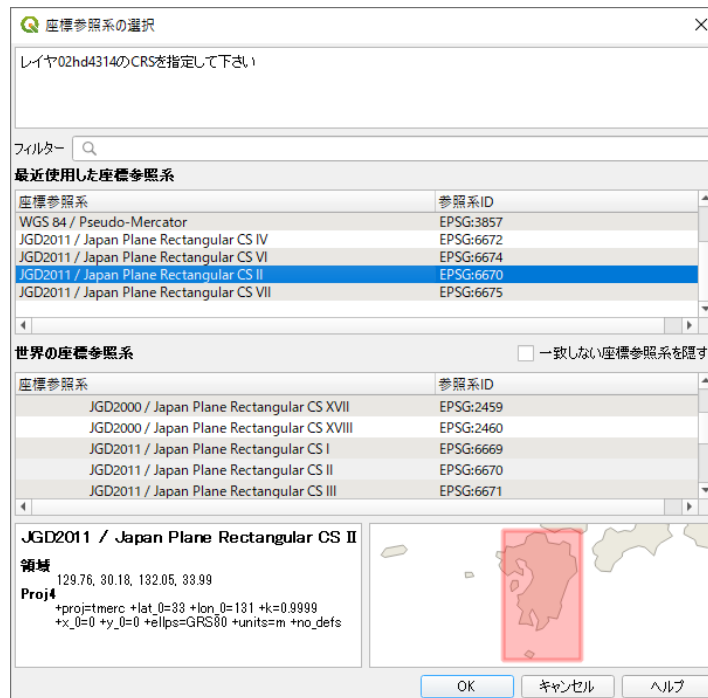 座標参照系の選択
レイヤ02hd4314のCRSを指定して下さい
フィルター
最近使用した座標参照系
座標参照系 参照系ID
WGS 84 / Pseudo-Mercator EPSG:3857
JGD2011 / Japan Plane Rectangular CS IV EPSG:6672
JGD2011 / Japan Plane Rectangular CS VI EPSG:6674
JGD2011 / Japan Plane Rectangular CS II EPSG:6670
JGD2011 / Japan Plane Rectangular CS VII EPSG:6675
世界の座標参照系 一致しない座標参照系を隠す
座標参照系 参照系ID
JGD2000 / Japan Plane Rectangular CS XVII EPSG:2459
JGD2000 / Japan Plane Rectangular CS XVIII EPSG:2460
JGD2011 / Japan Plane Rectangular CS I EPSG:6669
JGD2011 / Japan Plane Rectangular CS II EPSG:6670
JGD2011 / Japan Plane Rectangular CS III EPSG:6671
JGD2011 / Japan Plane Rectangular CS II
領域
129.76, 30.18, 132.05, 33.99
Proj4
+proj=tmerc +lat_0=33 +lon_0=131 +k=0.9999
+x_0=0 +y_0=0 +ellps=GRS80 +units=m +no_defs
OK キャンセル ヘルプ